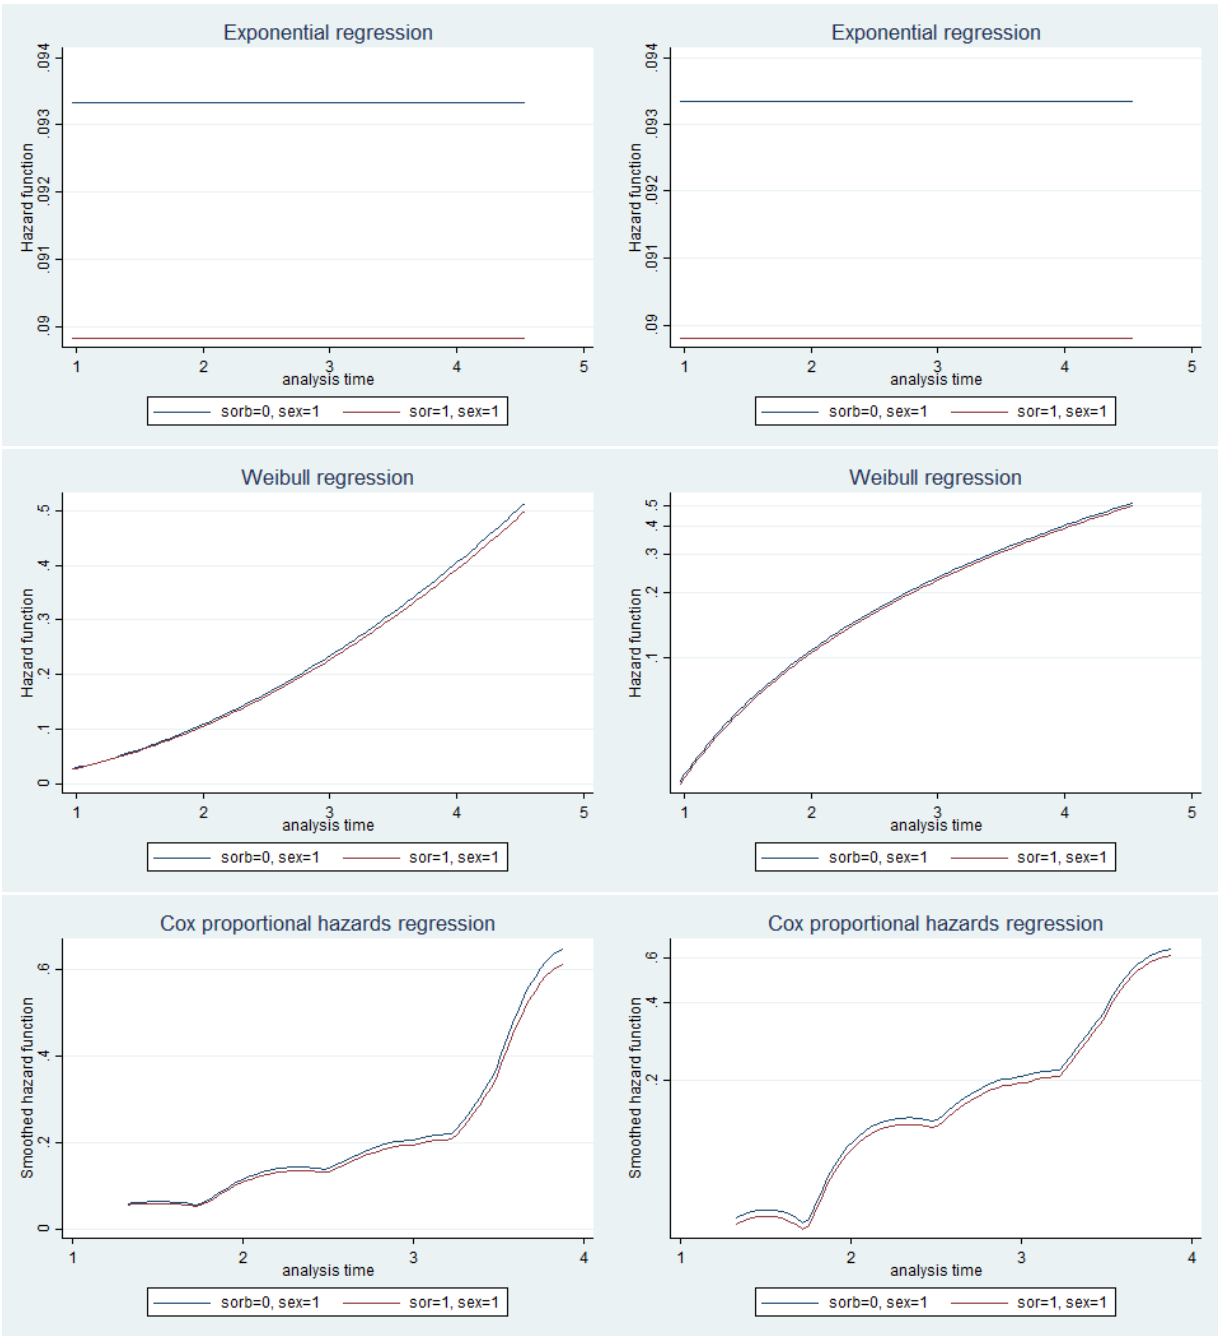 Exponential regression
Hazard function
.094
.093
.092
.091
.09
1 2 3 4 5
analysis time
sorb=0, sex=1 sor=1, sex=1
Exponential regression
Hazard function
.094
.093
.092
.091
.09
1 2 3 4 5
analysis time
sorb=0, sex=1 sor=1, sex=1
Weibull regression
Hazard function
.5
.4
.3
.2
.1
0
1 2 3 4 5
analysis time
sorb=0, sex=1 sor=1, sex=1
Weibull regression
Hazard function
.5
.4
.3
.2
.1
1 2 3 4 5
analysis time
sorb=0, sex=1 sor=1, sex=1
Cox proportional hazards regression
Smoothed hazard function
.6
.4
.2
0
1 2 3 4
analysis time
sorb=0, sex=1 sor=1, sex=1
Cox proportional hazards regression
Smoothed hazard function
.6
.4
.2
1 2 3 4
analysis time
sorb=0, sex=1 sor=1, sex=1